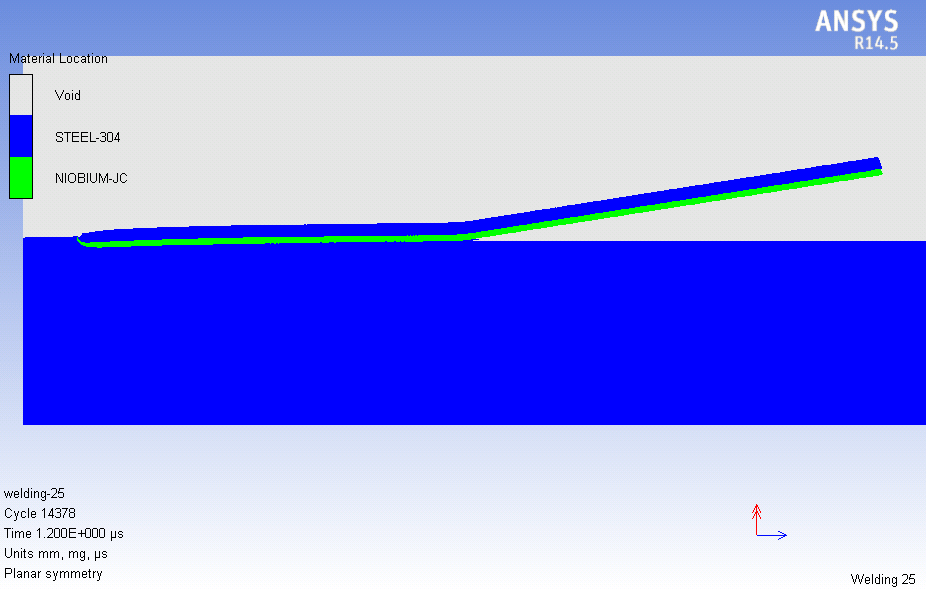 ANSYS
R14.5
Material Location
Void
STEEL-304
NIOBIUM-JC
welding-25
Cycle 14378
Time 1.200E+000 µs
Units mm, mg, µs
Planar symmetry
Welding 25